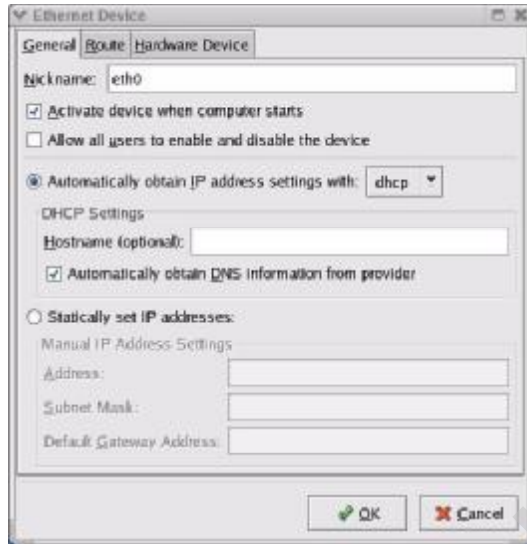 Ethernet Device
General Route Hardware Device
Nickname: eth0
Activate device when computer starts
Allow all users to enable and disable the device
Automatically obtain IP address settings with: dhcp
DHCP Settings
Hostname (optional):
Automatically obtain DNS information from provider
Statically set IP addresses:
Manual IP Address Settings
Address:
Subnet Mask:
Default Gateway Address:
OK Cancel